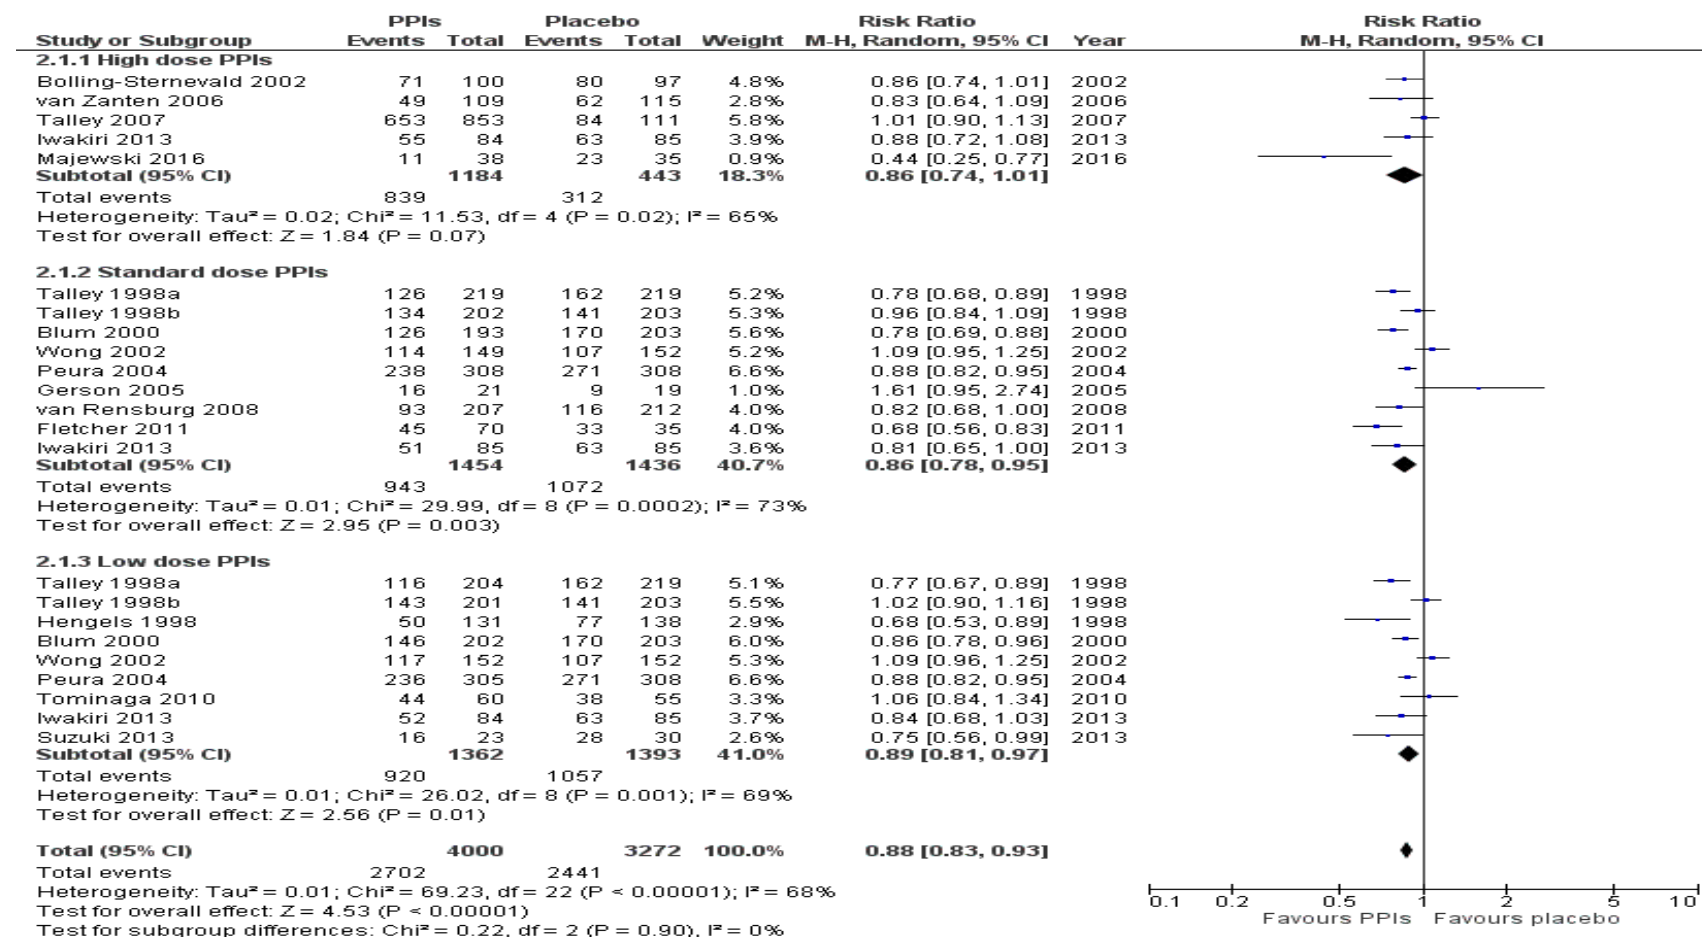 PPIs Placebo Risk Ratio Risk Ratio
Study or Subgroup Events Total Events Total Weight M-H, Random, 95% CI Year M-H, Random, 95% CI
2.1.1 High dose PPIs
Bolling-Sternevald 2002 71 100 80 97 4.8% 0.86 [0.74, 1.01] 2002
van Zanten 2006 49 109 62 115 2.8% 0.83 [0.64, 1.09] 2006
Talley 2007 653 853 84 111 5.8% 1.01 [0.90, 1.13] 2007
Iwakiri 2013 55 84 63 85 3.9% 0.88 [0.72, 1.08] 2013
Majewski 2016 11 38 23 35 0.9% 0.44 [0.25, 0.77] 2016
Subtotal (95% CI) 1184 443 18.3% 0.86 [0.74, 1.01]
Total events 839 312
Heterogeneity: Tau² = 0.02; Chi² = 11.53, df = 4 (P = 0.02); I² = 65%
Test for overall effect: Z = 1.84 (P = 0.07)
2.1.2 Standard dose PPIs
Talley 1998a 126 219 162 219 5.2% 0.78 [0.68, 0.89] 1998
Talley 1998b 134 202 141 203 5.3% 0.96 [0.84, 1.09] 1998
Blum 2000 126 193 170 203 5.6% 0.78 [0.69, 0.88] 2000
Wong 2002 114 149 107 152 5.2% 1.09 [0.95, 1.25] 2002
Peura 2004 238 308 271 308 6.6% 0.88 [0.82, 0.95] 2004
Gerson 2005 16 21 9 19 1.0% 1.61 [0.95, 2.74] 2005
van Rensburg 2008 93 207 116 212 4.0% 0.82 [0.68, 1.00] 2008
Fletcher 2011 45 70 33 35 4.0% 0.68 [0.56, 0.83] 2011
Iwakiri 2013 51 85 63 85 3.6% 0.81 [0.65, 1.00] 2013
Subtotal (95% CI) 1454 1436 40.7% 0.86 [0.78, 0.95]
Total events 943 1072
Heterogeneity: Tau² = 0.01; Chi² = 29.99, df = 8 (P = 0.0002); I² = 73%
Test for overall effect: Z = 2.95 (P = 0.003)
2.1.3 Low dose PPIs
Talley 1998a 116 204 162 219 5.1% 0.77 [0.67, 0.89] 1998
Talley 1998b 143 201 141 203 5.5% 1.02 [0.90, 1.16] 1998
Hengels 1998 50 131 77 138 2.9% 0.68 [0.53, 0.89] 1998
Blum 2000 146 202 170 203 6.0% 0.86 [0.78, 0.96] 2000
Wong 2002 117 152 107 152 5.3% 1.09 [0.96, 1.25] 2002
Peura 2004 236 305 271 308 6.6% 0.88 [0.82, 0.95] 2004
Tominaga 2010 44 60 38 55 3.3% 1.06 [0.84, 1.34] 2010
Iwakiri 2013 52 84 63 85 3.7% 0.84 [0.68, 1.03] 2013
Suzuki 2013 16 23 28 30 2.6% 0.75 [0.56, 0.99] 2013
Subtotal (95% CI) 1362 1393 41.0% 0.89 [0.81, 0.97]
Total events 920 1057
Heterogeneity: Tau² = 0.01; Chi² = 26.02, df = 8 (P = 0.001); I² = 69%
Test for overall effect: Z = 2.56 (P = 0.01)
Total (95% CI) 4000 3272 100.0% 0.88 [0.83, 0.93]
Total events 2702 2441
Heterogeneity: Tau² = 0.01; Chi² = 69.23, df = 22 (P < 0.00001); I² = 68%
Test for overall effect: Z = 4.53 (P < 0.00001)
Test for subgroup differences: Chi² = 0.22, df = 2 (P = 0.90), I² = 0%
0.1 0.2 0.5 1 2 5 10
Favours PPIs Favours placebo